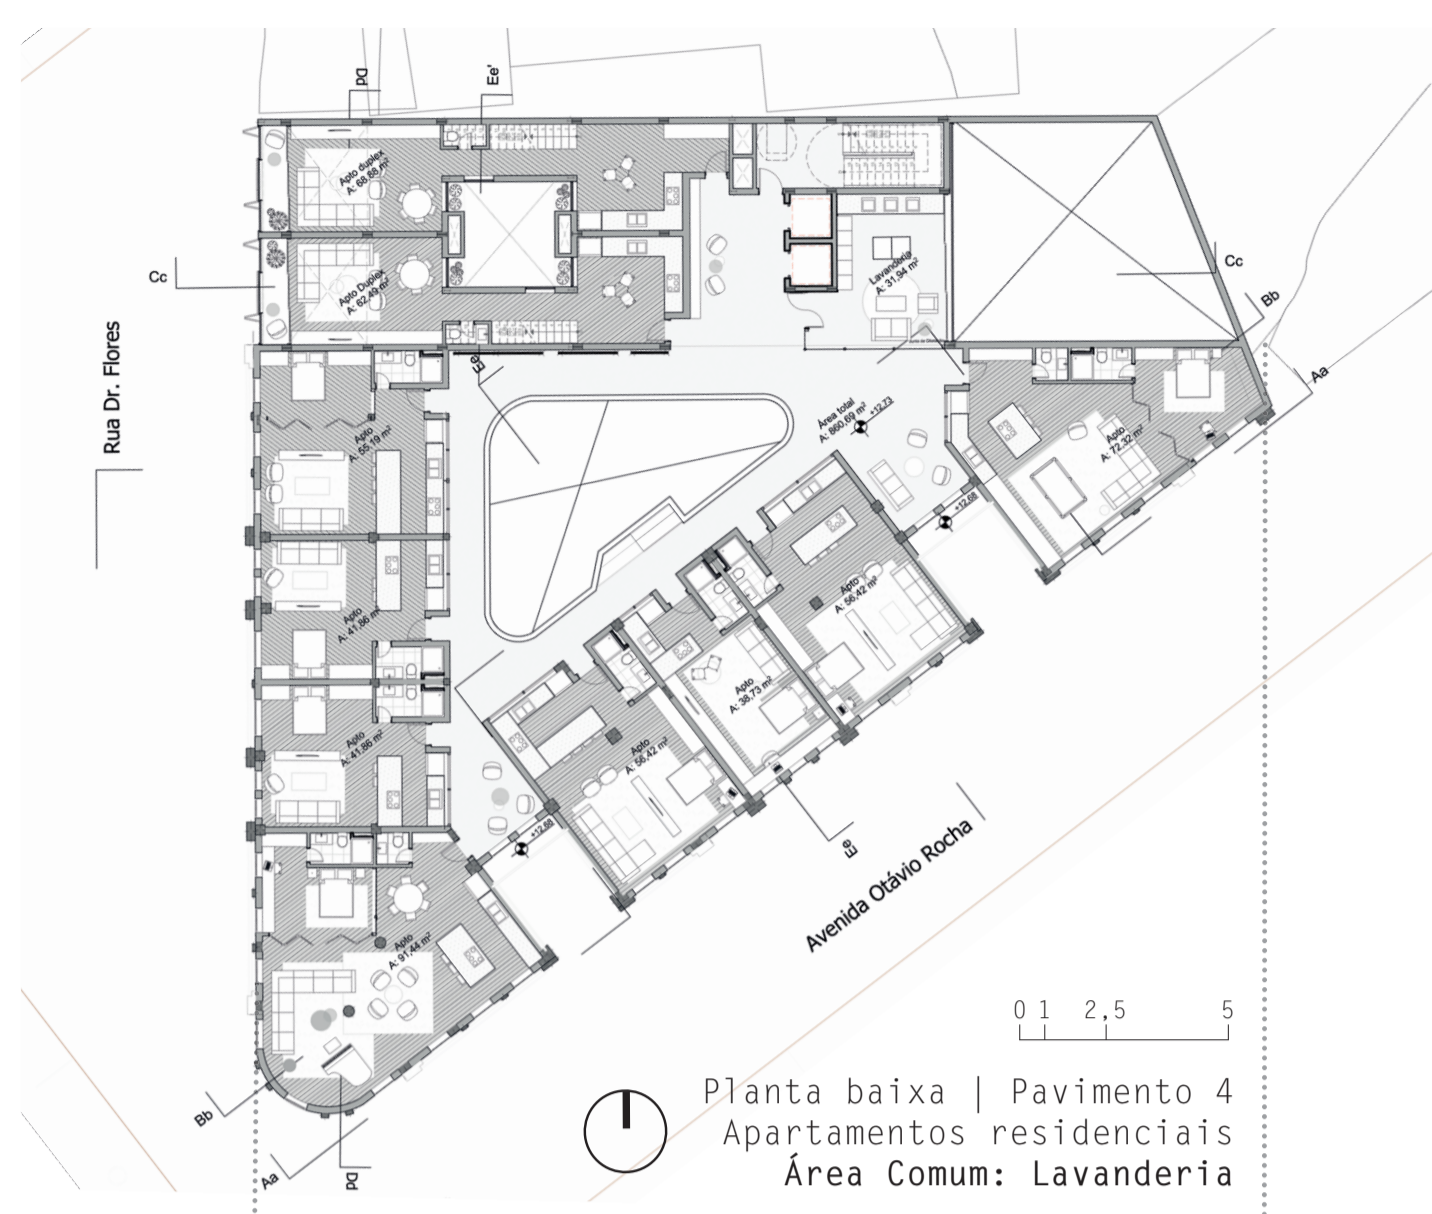 Dd
Ee'
Apto duplex
A: 68,88 m²
Cc
Apto Duplex
A: 62,49 m²
Lavanderia
A: 31,94 m²
Cc
Bb
Aa
Rua Dr. Flores
Ee
Apto
A: 55,19 m²
Área total
A: 860,69 m²
+12,73
Apto
A: 72,32 m²
+12,68
Apto
A: 41,86 m²
Apto
A: 56,42 m²
Apto
A: 38,73 m²
Apto
A: 41,86 m²
Apto
A: 56,42 m²
+12,68
Ee
Avenida Otávio Rocha
Apto
A: 91,44 m²
Bb
Aa
Dd
0 1 2,5 5
Planta baixa | Pavimento 4
Apartamentos residenciais
Área Comum: Lavanderia